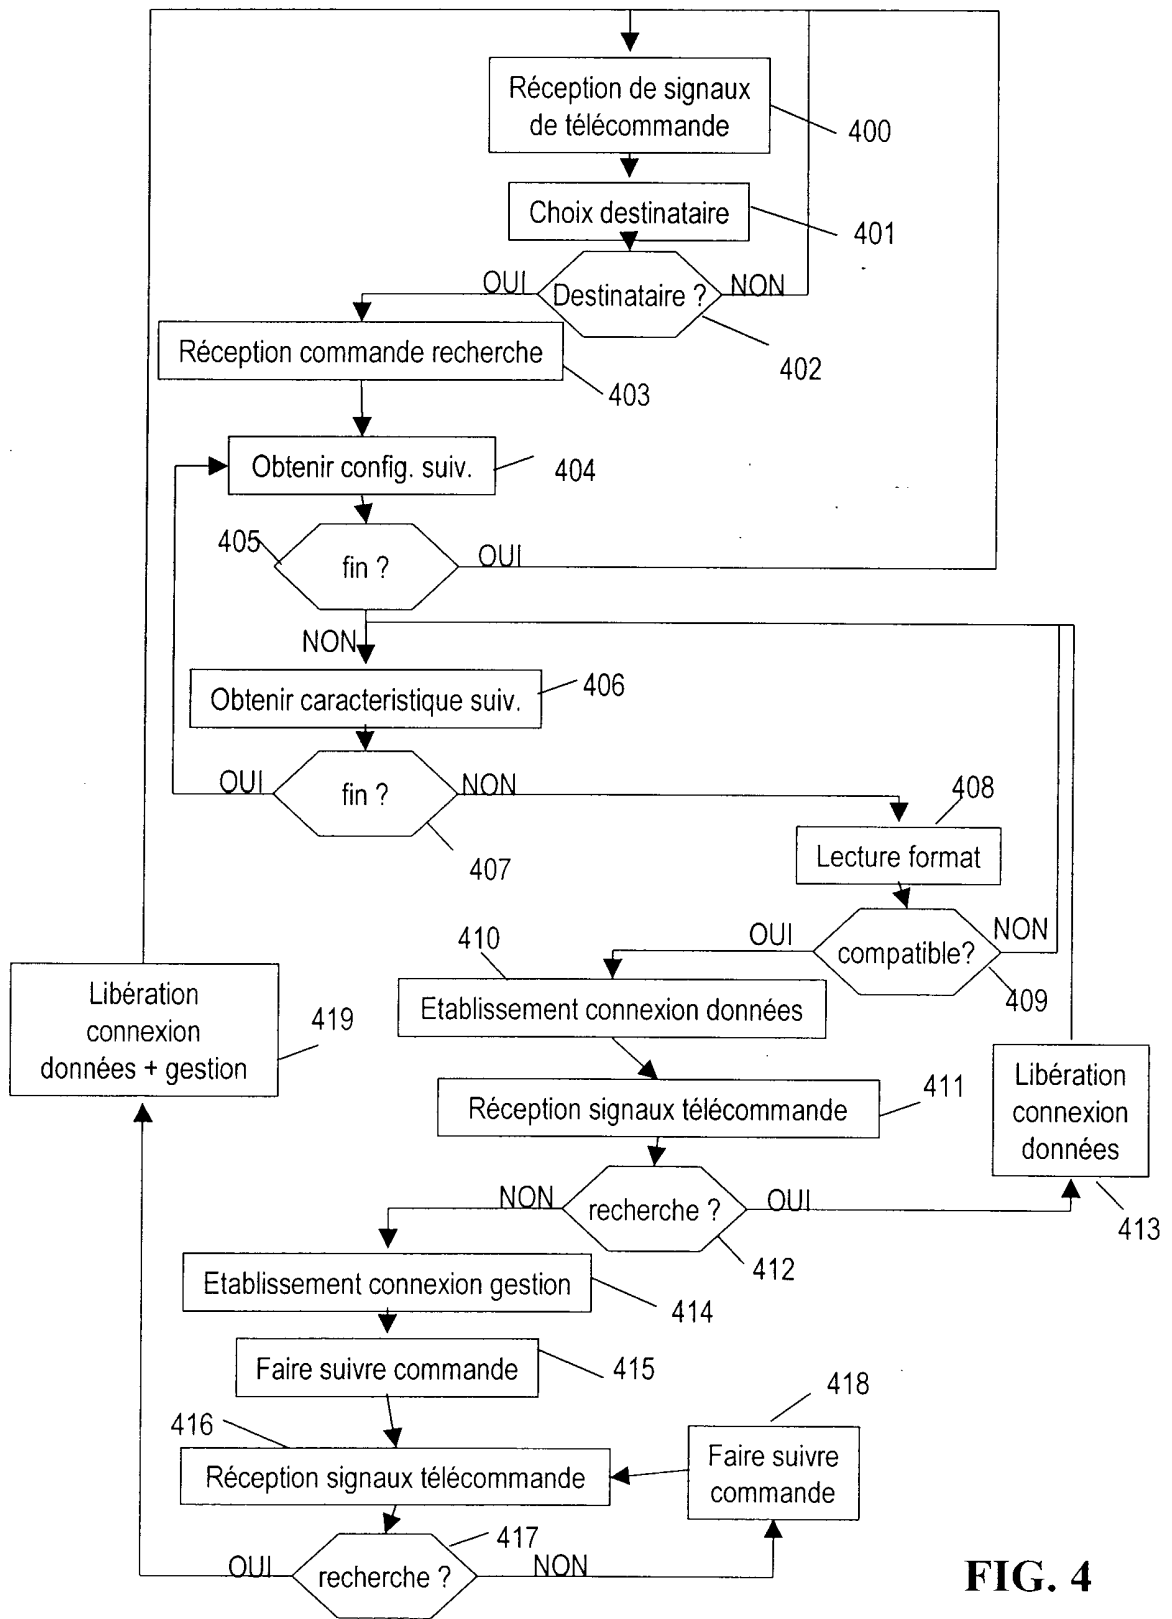 Réception de signaux
de télécommande
400
Choix destinataire
401
OUI
Destinataire ?
NON
402
Réception commande recherche
403
Obtenir config. suiv.
404
405
fin ?
OUI
NON
Obtenir caracteristique suiv.
406
OUI
fin ?
NON
407
408
Lecture format
OUI
compatible?
NON
409
410
Etablissement connexion données
Libération
connexion
données + gestion
419
Réception signaux télécommande
411
Libération
connexion
données
413
NON
recherche ?
OUI
412
Etablissement connexion gestion
414
Faire suivre commande
415
416
Réception signaux télécommande
418
Faire suivre
commande
417
OUI
recherche ?
NON
FIG. 4